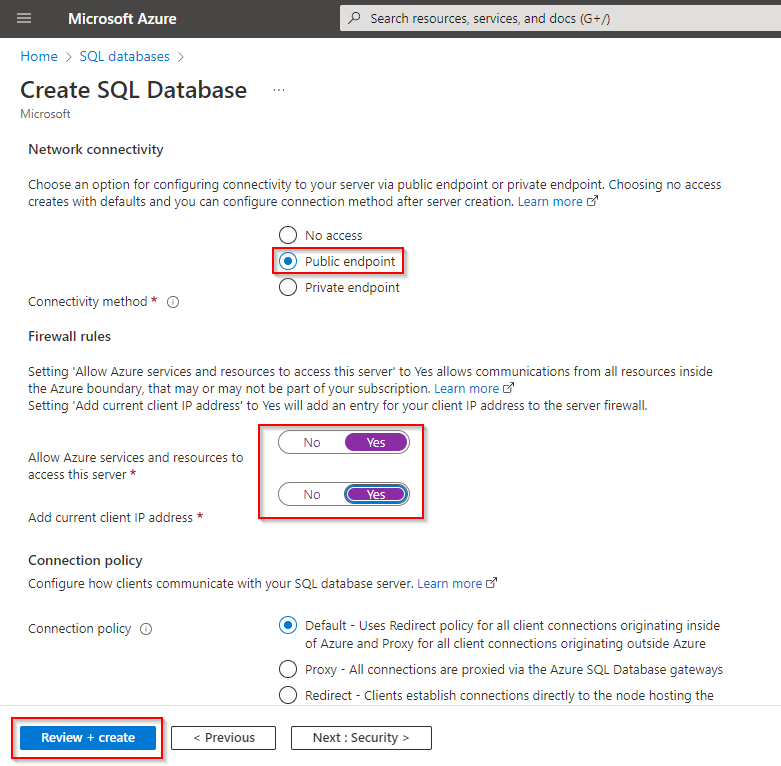 Microsoft Azure
Search resources, services, and docs (G+/)
Home > SQL databases >
Create SQL Database ...
Microsoft
Network connectivity
Choose an option for configuring connectivity to your server via public endpoint or private endpoint. Choosing no access
creates with defaults and you can configure connection method after server creation. Learn more
No access
Public endpoint
Private endpoint
Connectivity method *
Firewall rules
Setting 'Allow Azure services and resources to access this server' to Yes allows communications from all resources inside
the Azure boundary, that may or may not be part of your subscription. Learn more
Setting 'Add current client IP address' to Yes will add an entry for your client IP address to the server firewall.
No Yes
Allow Azure services and resources to
access this server *
No Yes
Add current client IP address *
Connection policy
Configure how clients communicate with your SQL database server. Learn more
Connection policy
Default - Uses Redirect policy for all client connections originating inside
of Azure and Proxy for all client connections originating outside Azure
Proxy - All connections are proxied via the Azure SQL Database gateways
Redirect - Clients establish connections directly to the node hosting the
Review + create
< Previous
Next : Security >